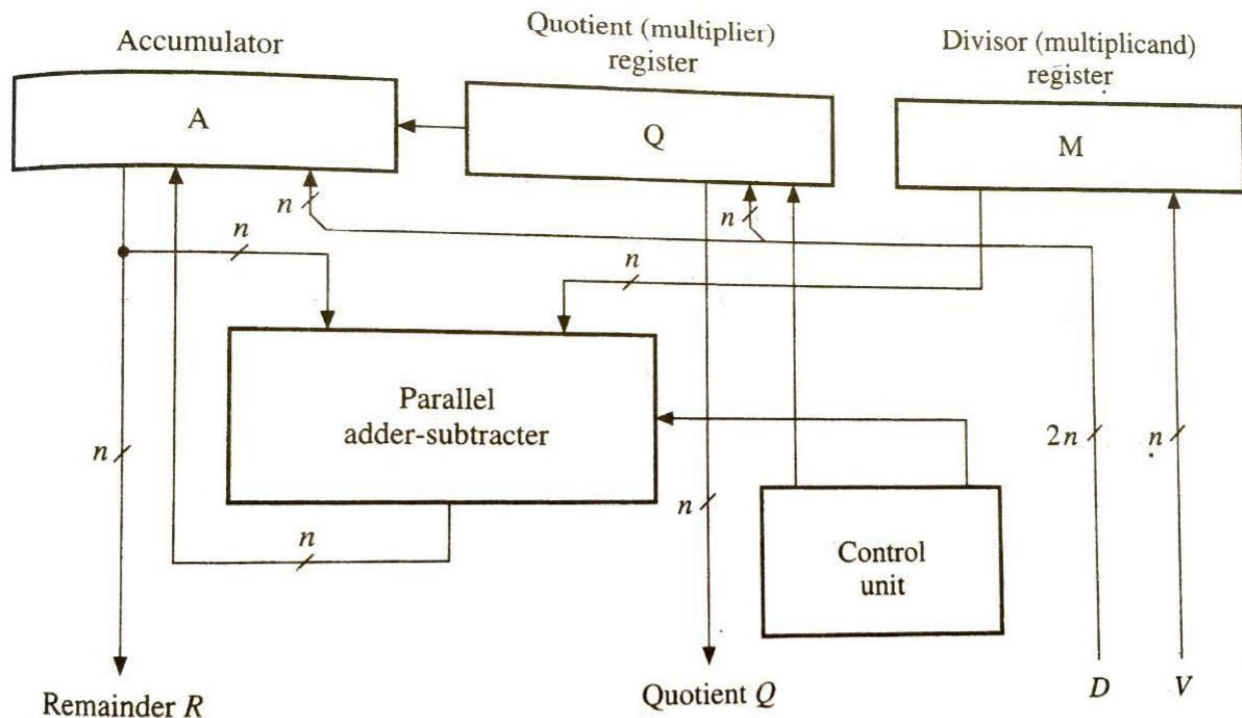 Accumulator
Quotient (multiplier)
register
Divisor (multiplicand)
register
A
Q
M
n
n
n
n
Parallel
adder-subtracter
n
n
2n
n
n
Control
unit
Remainder R
Quotient Q
D
V